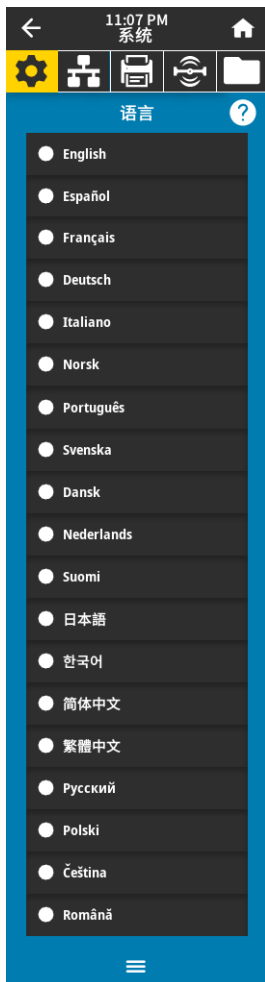 11:07 PM
系统
语言
?
English
Español
Français
Deutsch
Italiano
Norsk
Português
Svenska
Dansk
Nederlands
Suomi
日本語
한국어
简体中文
繁體中文
Русский
Polski
Čeština
Română